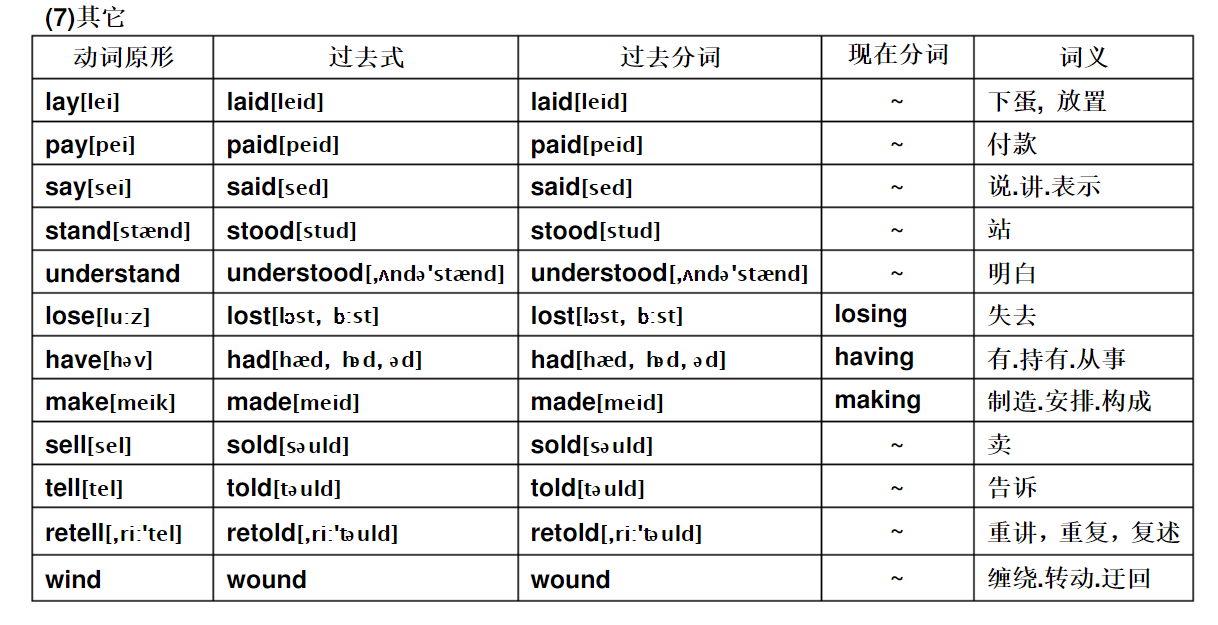 (7)其它
动词原形 过去式 过去分词 现在分词 词义
lay[lei] laid[leid] laid[leid] ~ 下蛋, 放置
pay[pei] paid[peid] paid[peid] ~ 付款
say[sei] said[sed] said[sed] ~ 说.讲.表示
stand[stænd] stood[stud] stood[stud] ~ 站
understand understood[,ʌndə'stænd] understood[,ʌndə'stænd] ~ 明白
lose[lu:z] lost[lɔst, lɔ:st] lost[lɔst, lɔ:st] losing 失去
have[həv] had[hæd, həd, əd] had[hæd, həd, əd] having 有.持有.从事
make[meik] made[meid] made[meid] making 制造.安排.构成
sell[sel] sold[səuld] sold[səuld] ~ 卖
tell[tel] told[təuld] told[təuld] ~ 告诉
retell[,ri:'tel] retold[,ri:'təuld] retold[,ri:'təuld] ~ 重讲，重复，复述
wind wound wound ~ 缠绕.转动.迂回